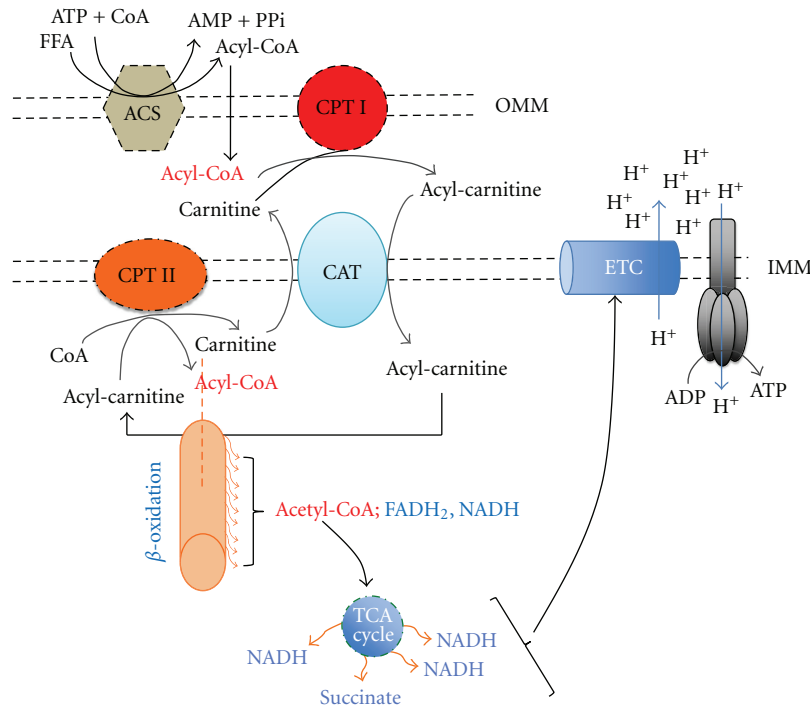 ATP + CoA
AMP + PPi
FFA
Acyl-CoA
ACS
CPT I
OMM
Acyl-CoA
Acyl-carnitine
Carnitine
H+
H+
H+
H+
H+
H+
H+
H+
CPT II
CAT
ETC
IMM
H+
CoA
Carnitine
Acyl-CoA
Acyl-carnitine
Acyl-carnitine
ADP
ATP
H+
β-oxidation
Acetyl-CoA; FADH₂, NADH
TCA
cycle
NADH
NADH
NADH
Succinate